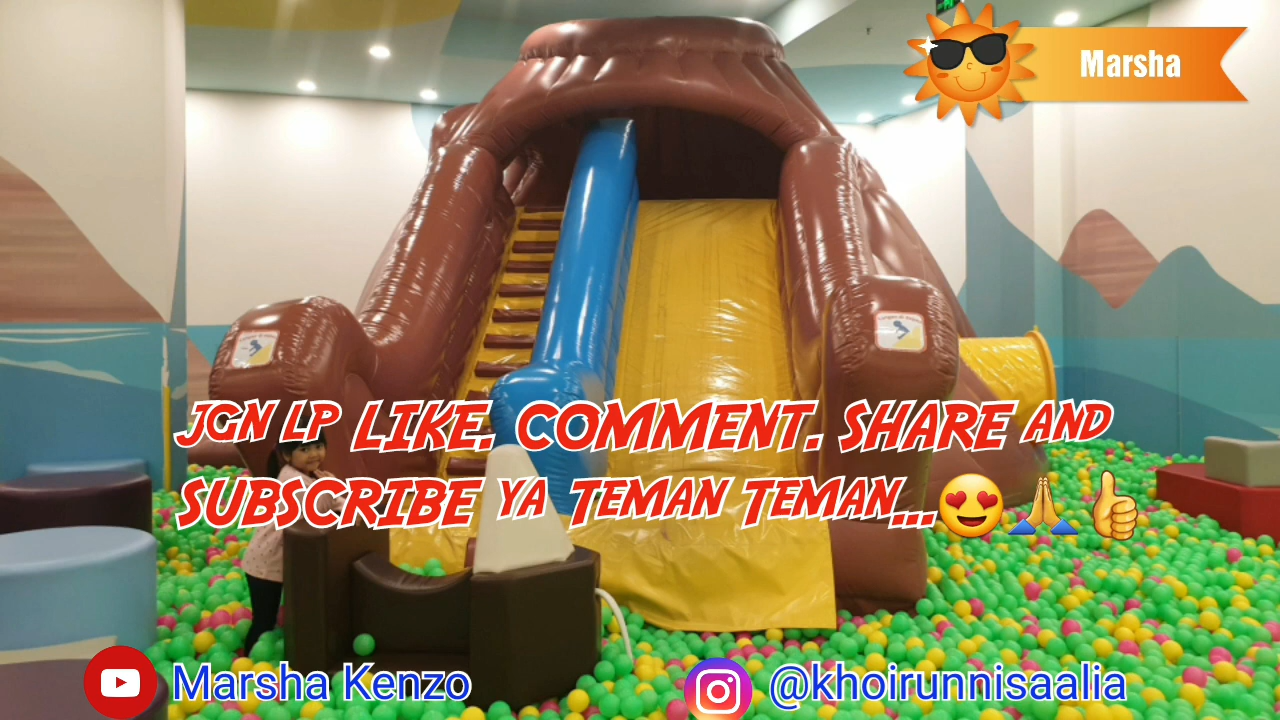 Marsha
JGN LP LIKE. COMMENT. SHARE AND
SUBSCRIBE YA TEMAN TEMAN...😍🙏👍
Marsha Kenzo
@khoirunnisaalia